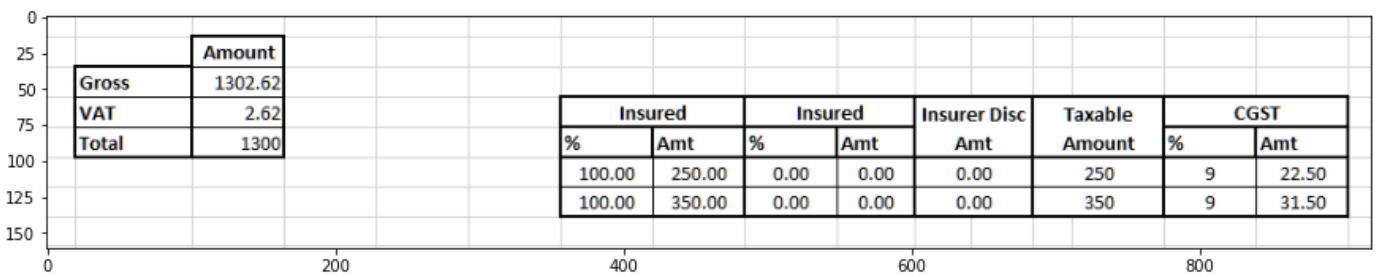 0
25
50
75
100
125
150
Amount
Gross 1302.62
VAT 2.62
Total 1300
Insured Insured Insurer Disc Taxable CGST
% Amt % Amt Amt Amount % Amt
100.00 250.00 0.00 0.00 0.00 250 9 22.50
100.00 350.00 0.00 0.00 0.00 350 9 31.50
0 200 400 600 800